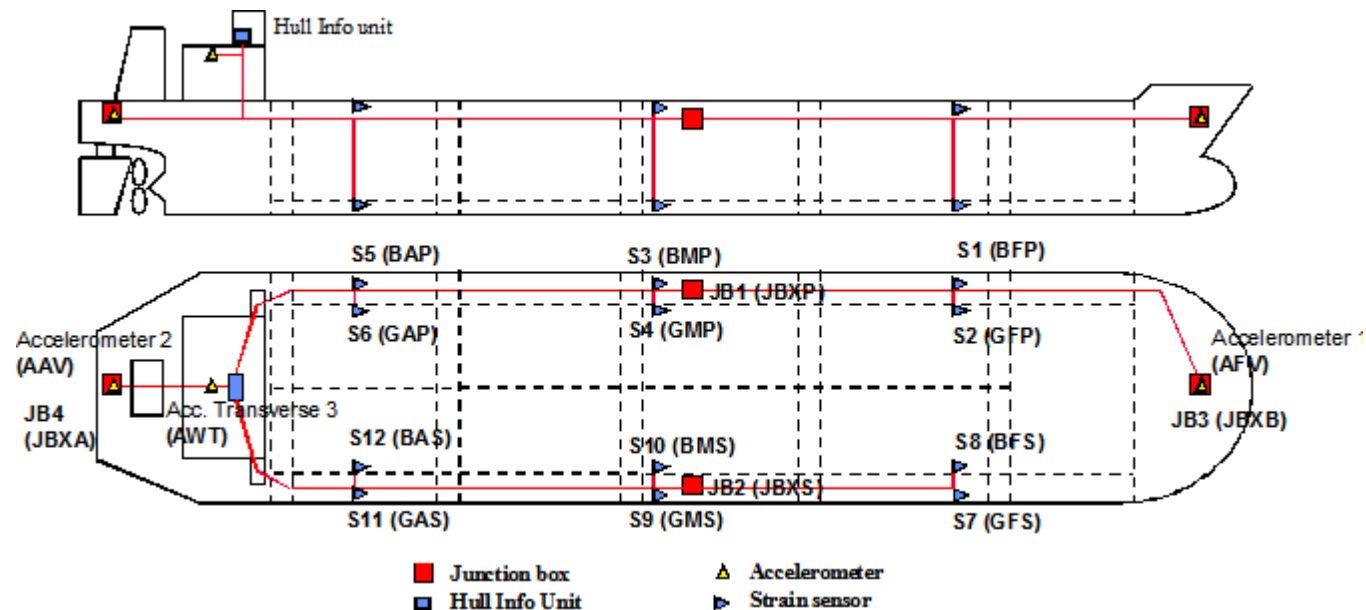 Hull Info unit
S5 (BAP)
S3 (BMP)
S1 (BFP)
JB1 (JBXP)
S6 (GAP)
S4 (GMP)
S2 (GFP)
Accelerometer 2
(AAV)
Accelerometer 1
(AFV)
Acc. Transverse 3
(AWT)
JB4
(JBXA)
JB3 (JBXB)
S12 (BAS)
S10 (BMS)
S8 (BFS)
JB2 (JBXS)
S11 (GAS)
S9 (GMS)
S7 (GFS)
Junction box
Accelerometer
Hull Info Unit
Strain sensor